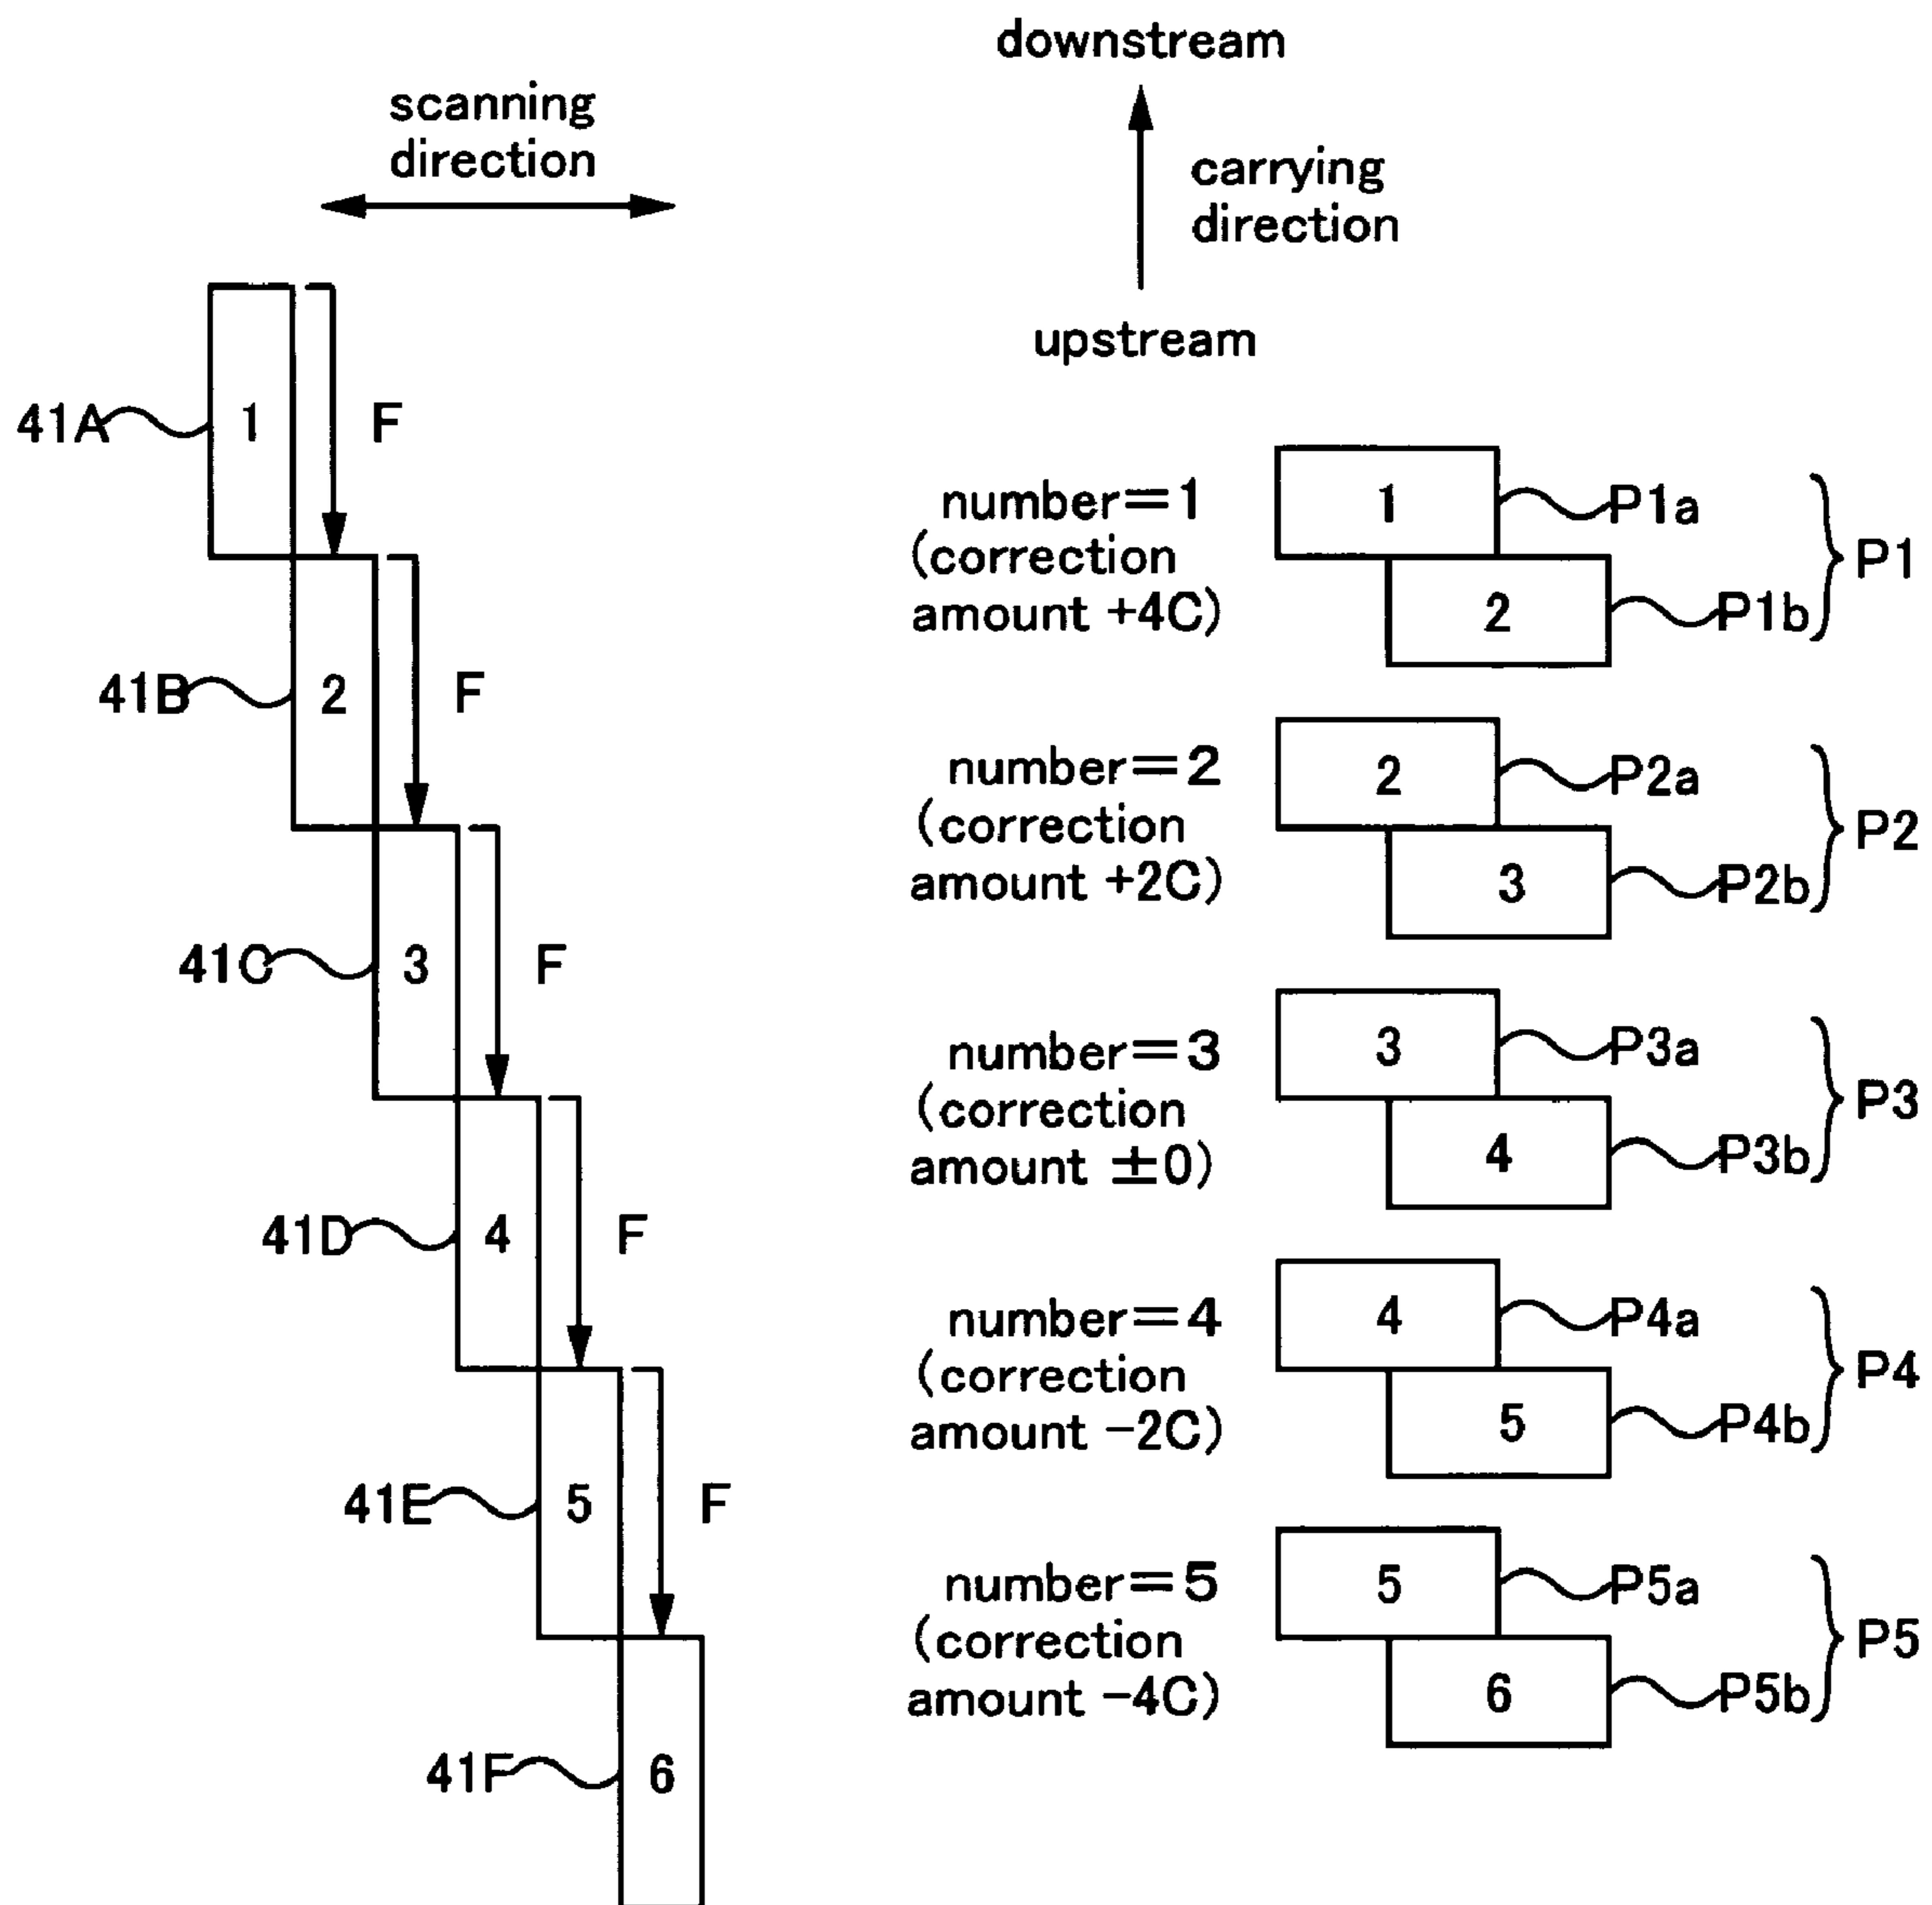 downstream
scanning
direction
carrying
direction
upstream
41A 1 F
number=1
(correction
amount +4C)
1 P1a
2 P1b
P1
41B 2 F
number=2
(correction
amount +2C)
2 P2a
3 P2b
P2
41C 3 F
number=3
(correction
amount ±0)
3 P3a
4 P3b
P3
41D 4 F
number=4
(correction
amount -2C)
4 P4a
5 P4b
P4
41E 5 F
number=5
(correction
amount -4C)
5 P5a
6 P5b
P5
41F 6